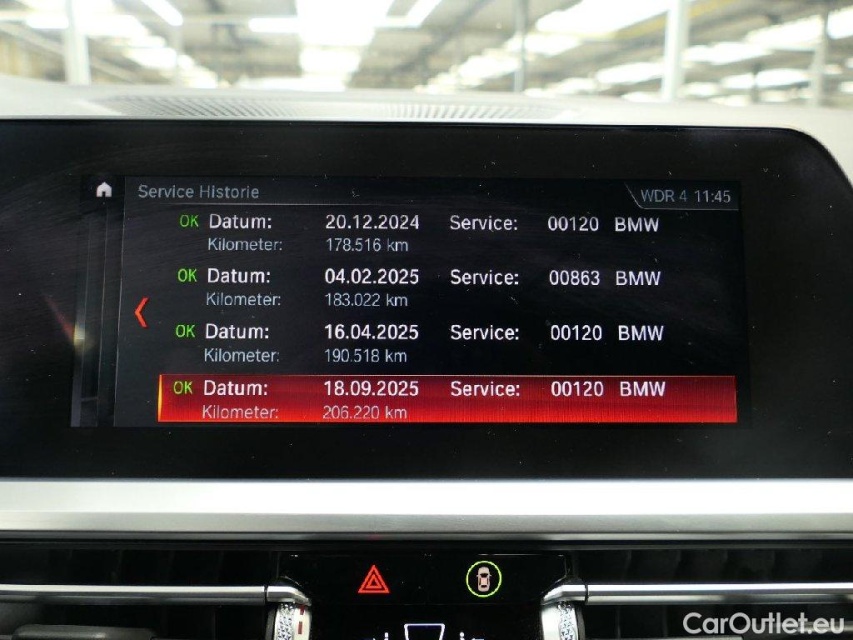 Service Historie
WDR 4 11:45
OK Datum: 20.12.2024 Service: 00120 BMW
Kilometer: 178.516 km
OK Datum: 04.02.2025 Service: 00863 BMW
Kilometer: 183.022 km
OK Datum: 16.04.2025 Service: 00120 BMW
Kilometer: 190.518 km
OK Datum: 18.09.2025 Service: 00120 BMW
Kilometer: 206.220 km
CarOutlet.eu